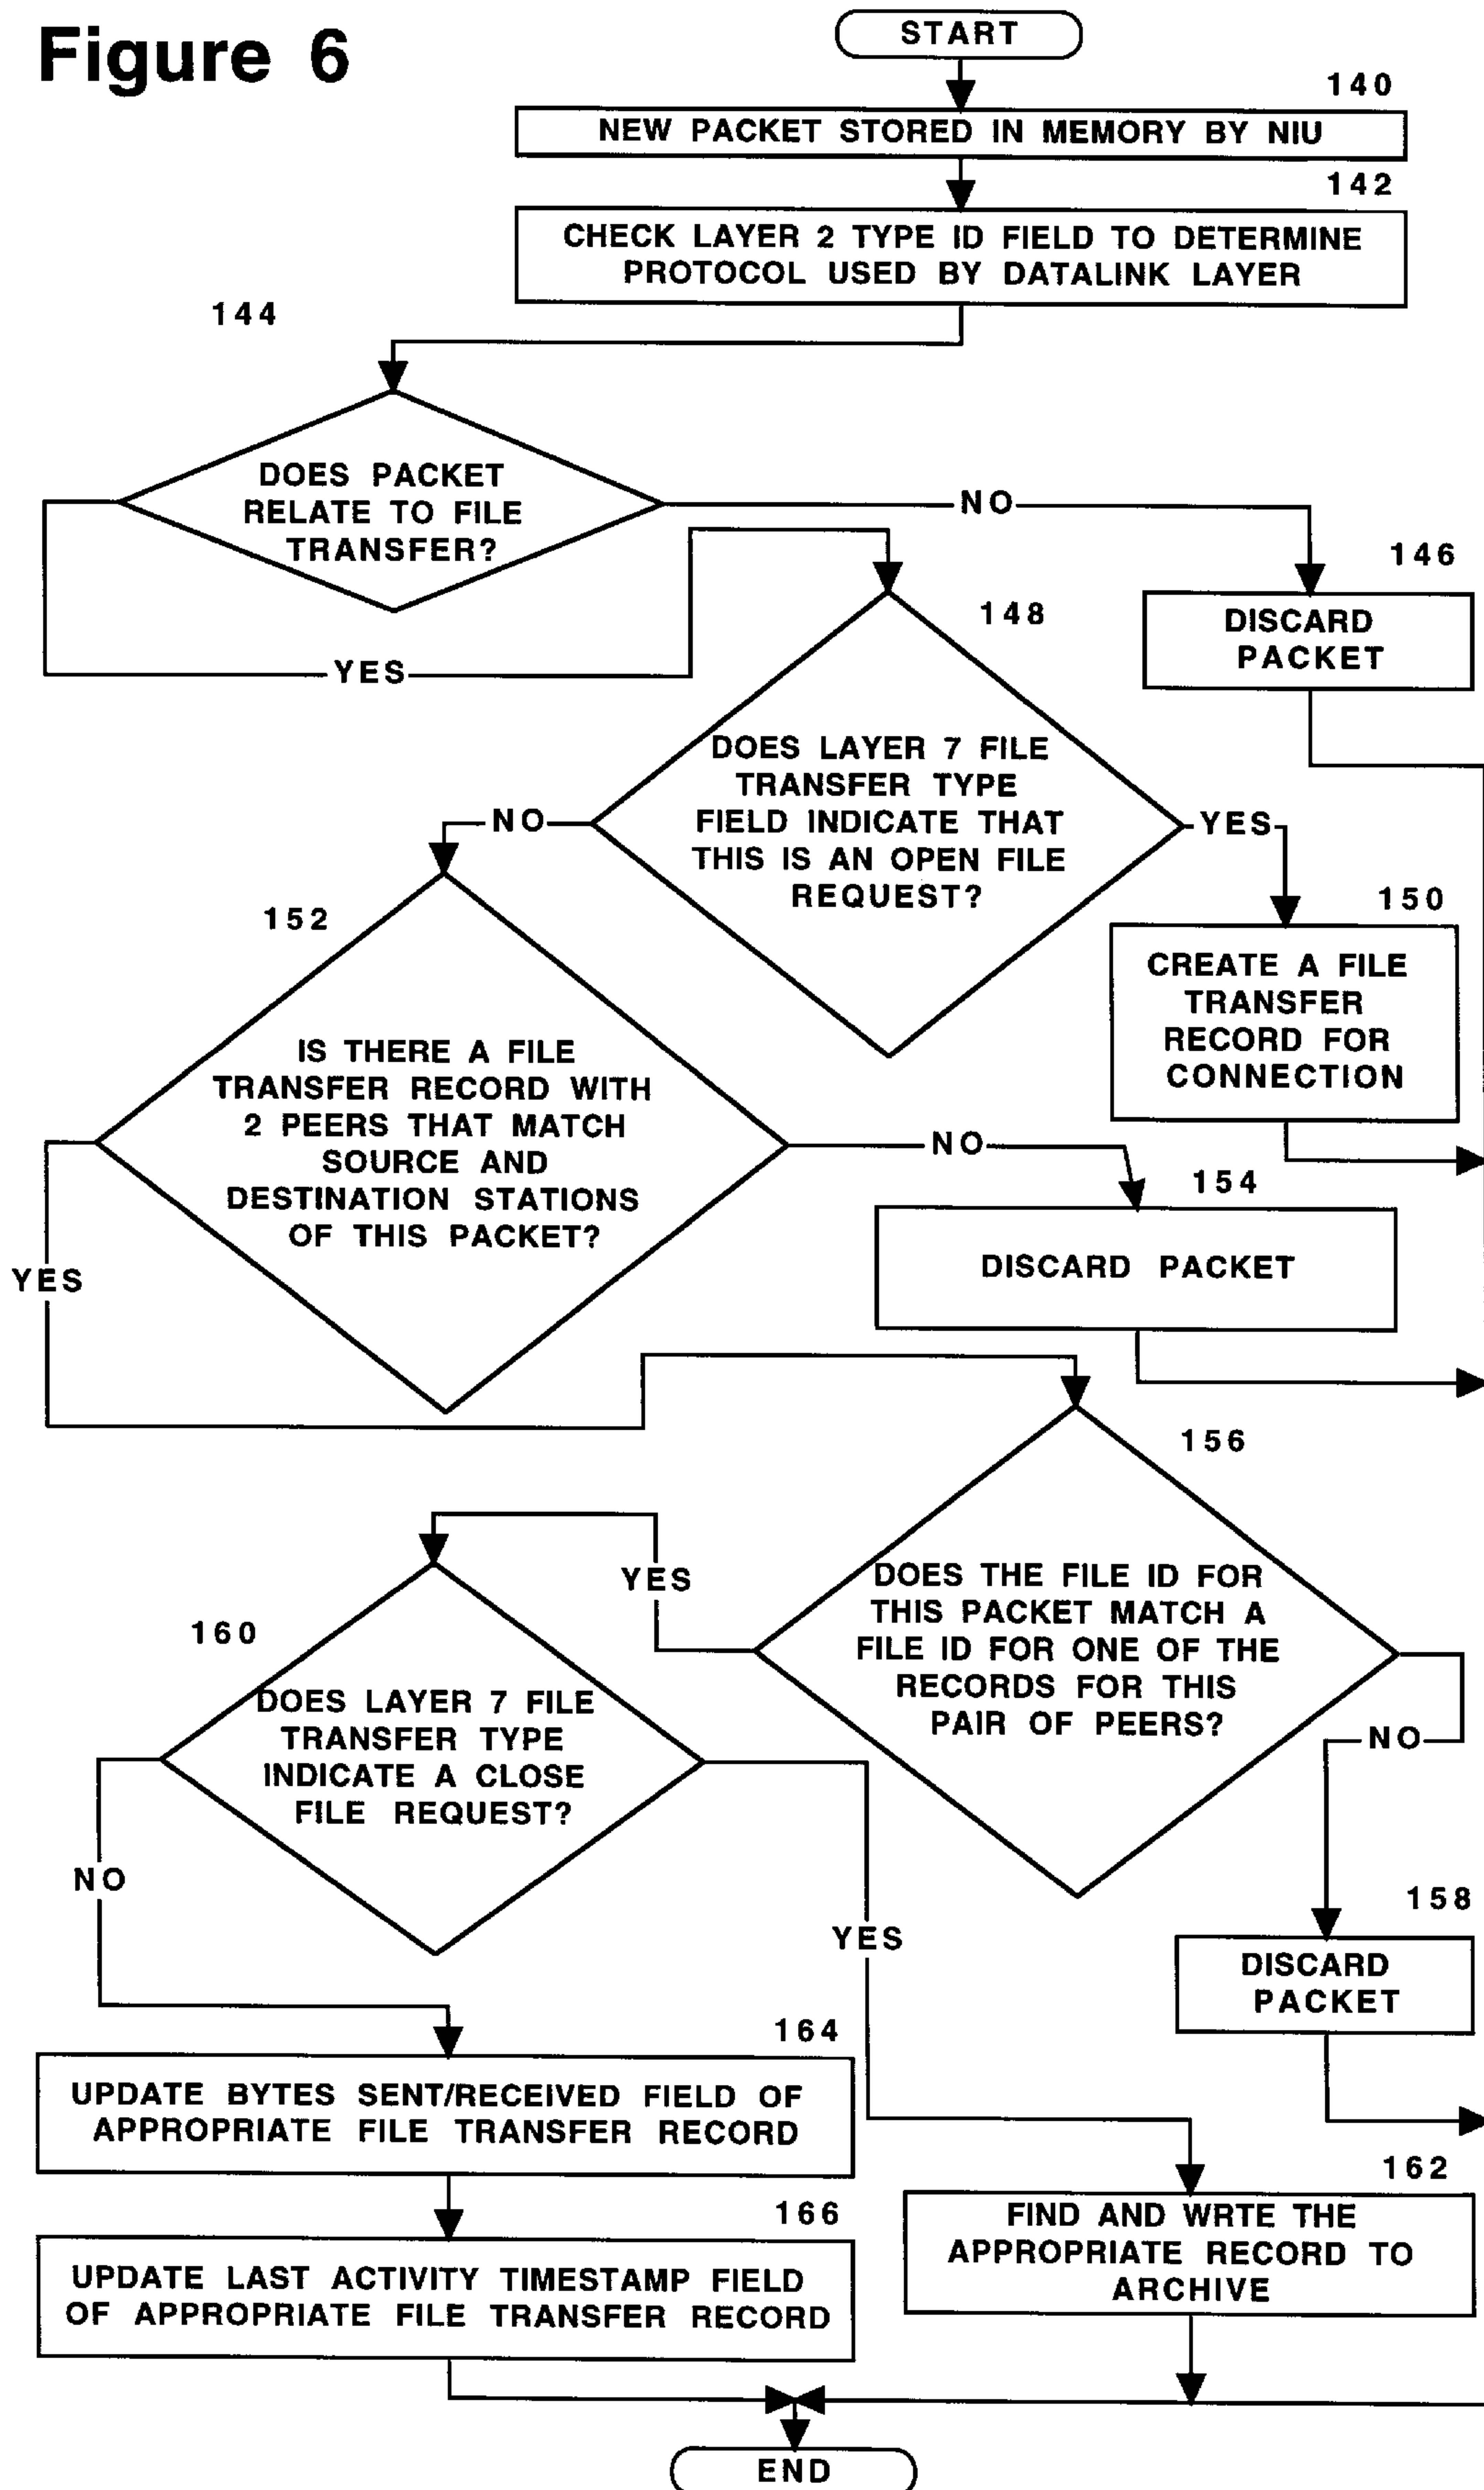 Figure 6
START
140
NEW PACKET STORED IN MEMORY BY NIU
142
CHECK LAYER 2 TYPE ID FIELD TO DETERMINE
PROTOCOL USED BY DATALINK LAYER
144
DOES PACKET
RELATE TO FILE
TRANSFER?
NO
YES
146
DISCARD
PACKET
148
DOES LAYER 7 FILE
TRANSFER TYPE
FIELD INDICATE THAT
THIS IS AN OPEN FILE
REQUEST?
NO
YES
150
CREATE A FILE
TRANSFER
RECORD FOR
CONNECTION
152
IS THERE A FILE
TRANSFER RECORD WITH
2 PEERS THAT MATCH
SOURCE AND
DESTINATION STATIONS
OF THIS PACKET?
NO
YES
154
DISCARD PACKET
156
DOES THE FILE ID FOR
THIS PACKET MATCH A
FILE ID FOR ONE OF THE
RECORDS FOR THIS
PAIR OF PEERS?
YES
NO
158
DISCARD
PACKET
160
DOES LAYER 7 FILE
TRANSFER TYPE
INDICATE A CLOSE
FILE REQUEST?
NO
YES
164
UPDATE BYTES SENT/RECEIVED FIELD OF
APPROPRIATE FILE TRANSFER RECORD
162
FIND AND WRTE THE
APPROPRIATE RECORD TO
ARCHIVE
166
UPDATE LAST ACTIVITY TIMESTAMP FIELD
OF APPROPRIATE FILE TRANSFER RECORD
END